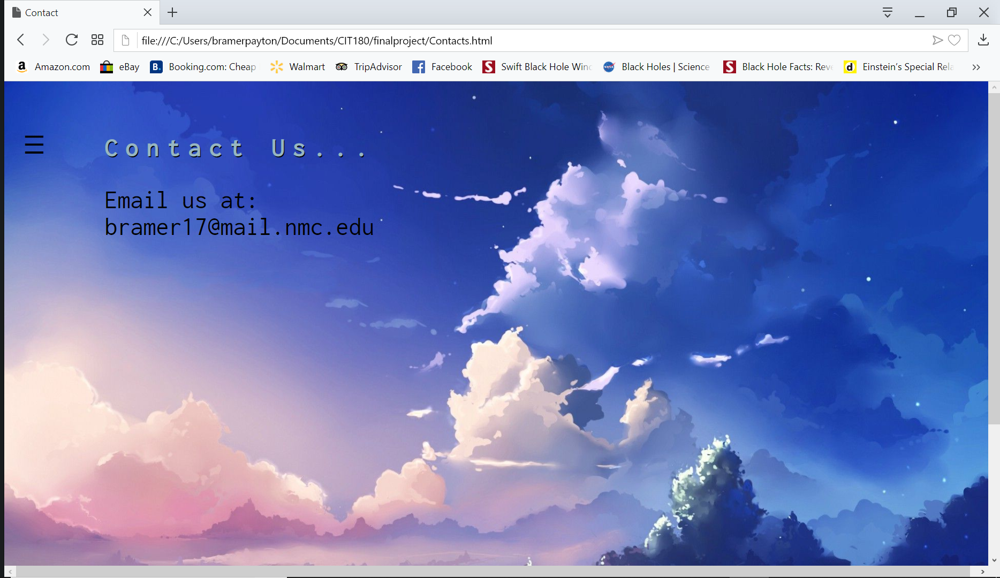 Contact
file:///C:/Users/bramerpayton/Documents/CIT180/finalproject/Contacts.html
Amazon.com eBay Booking.com: Cheap Walmart TripAdvisor Facebook Swift Black Hole Winc Black Holes | Science Black Hole Facts: Reve Einstein's Special Rela
Contact Us...
Email us at:
bramer17@mail.nmc.edu